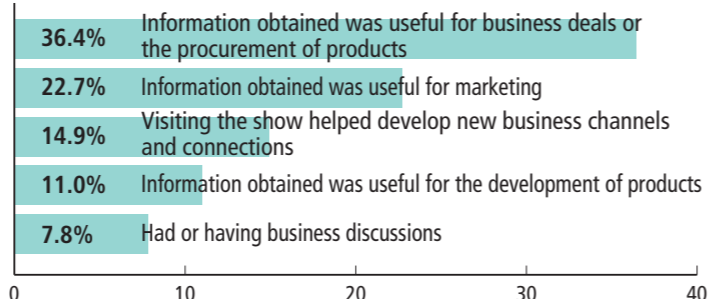 36.4% Information obtained was useful for business deals or
the procurement of products
22.7% Information obtained was useful for marketing
14.9% Visiting the show helped develop new business channels
and connections
11.0% Information obtained was useful for the development of products
7.8% Had or having business discussions
0 10 20 30 40